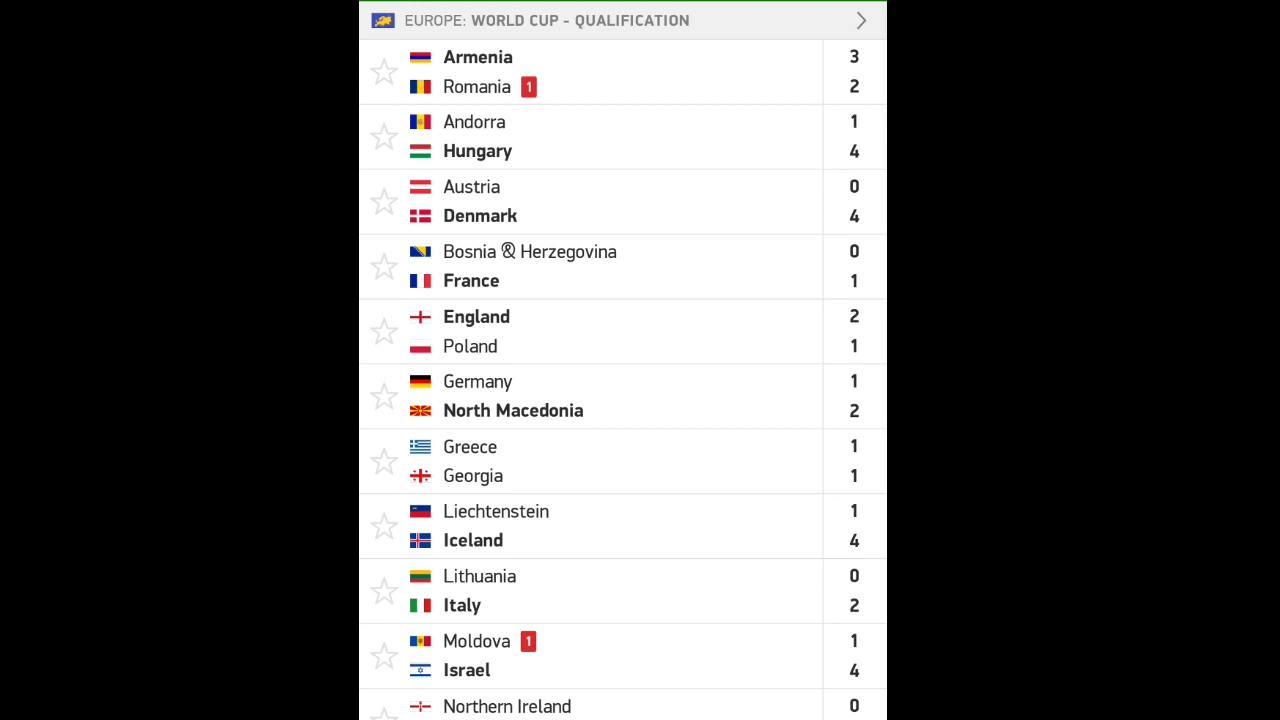 EUROPE: WORLD CUP - QUALIFICATION
Armenia 3
Romania 1 2
Andorra 1
Hungary 4
Austria 0
Denmark 4
Bosnia & Herzegovina 0
France 1
England 2
Poland 1
Germany 1
North Macedonia 2
Greece 1
Georgia 1
Liechtenstein 1
Iceland 4
Lithuania 0
Italy 2
Moldova 1 1
Israel 4
Northern Ireland 0